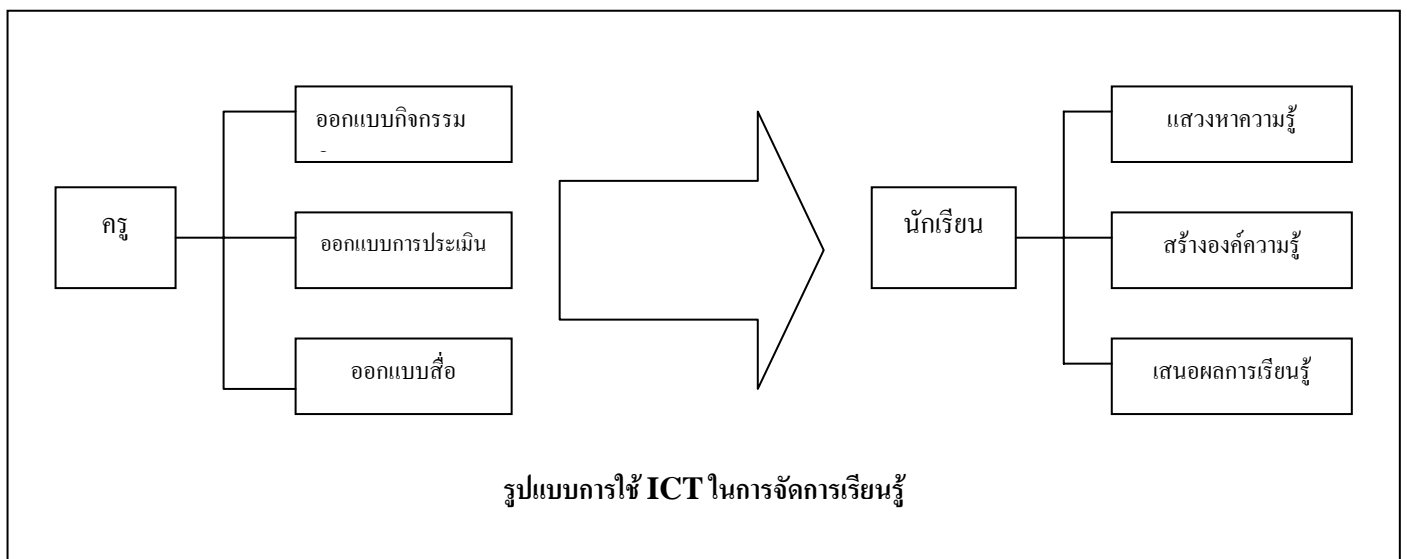 ครู
ออกแบบกิจกรรม
ออกแบบการประเมิน
ออกแบบสื่อ
นักเรียน
แสวงหาความรู้
สร้างองค์ความรู้
เสนอผลการเรียนรู้
รูปแบบการใช้ ICT ในการจัดการเรียนรู้